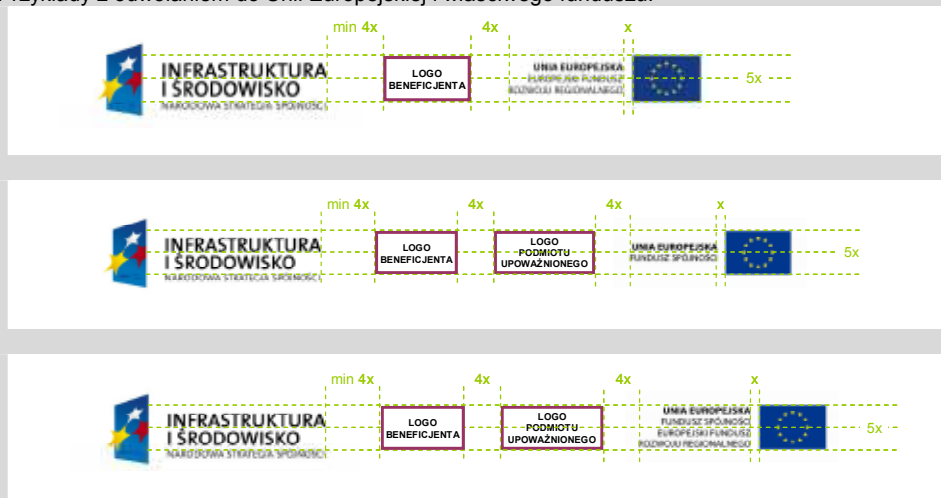 Przykłady z odwołaniem do Unii Europejskiej i właściwego funduszu:
min 4x 4x x
INFRASTRUKTURA
I ŚRODOWISKO
NARODOWA STRATEGIA SPÓJNOŚCI
LOGO
BENEFICJENTA
UNIA EUROPEJSKA
EUROPEJSKI FUNDUSZ
ROZWOJU REGIONALNEGO
5x
min 4x 4x 4x x
INFRASTRUKTURA
I ŚRODOWISKO
NARODOWA STRATEGIA SPÓJNOŚCI
LOGO
BENEFICJENTA
LOGO
PODMIOTU
UPOWAŻNIONEGO
UNIA EUROPEJSKA
FUNDUSZ SPÓJNOŚCI
5x
min 4x 4x 4x x
INFRASTRUKTURA
I ŚRODOWISKO
NARODOWA STRATEGIA SPÓJNOŚCI
LOGO
BENEFICJENTA
LOGO
PODMIOTU
UPOWAŻNIONEGO
UNIA EUROPEJSKA
FUNDUSZ SPÓJNOŚCI
EUROPEJSKI FUNDUSZ
ROZWOJU REGIONALNEGO
5x